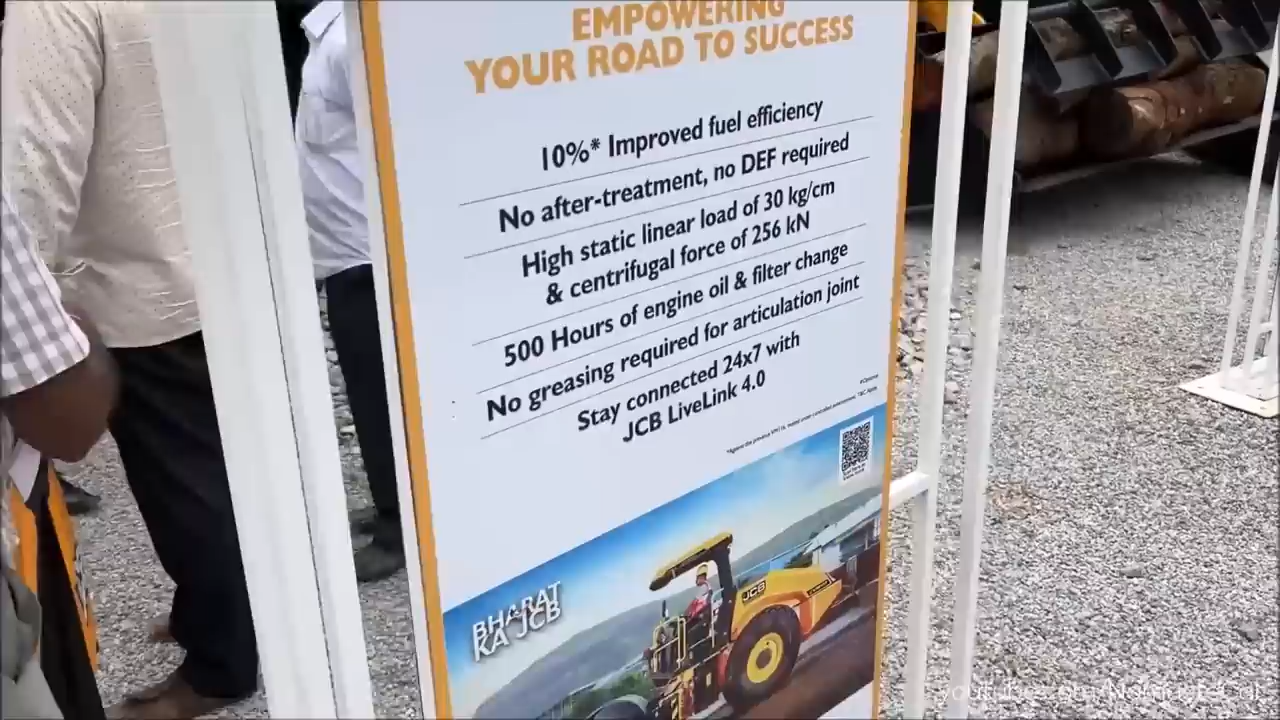 EMPOWERING
YOUR ROAD TO SUCCESS
10%* Improved fuel efficiency
No after-treatment, no DEF required
High static linear load of 30 kg/cm
& centrifugal force of 256 kN
500 Hours of engine oil & filter change
No greasing required for articulation joint
Stay connected 24x7 with
JCB LiveLink 4.0
BHARAT
KA JCB
JCB